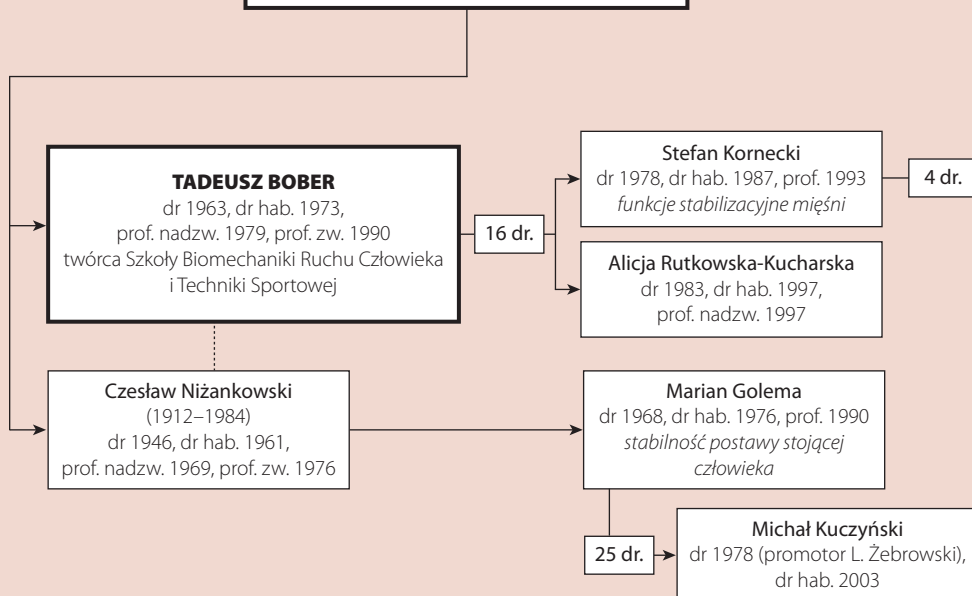 TADEUSZ BOBER
dr 1963, dr hab. 1973,
prof. nadzw. 1979, prof. zw. 1990
twórca Szkoły Biomechaniki Ruchu Człowieka
i Techniki Sportowej
16 dr.
Stefan Kornecki
dr 1978, dr hab. 1987, prof. 1993
funkcje stabilizacyjne mięśni
4 dr.
Alicja Rutkowska-Kucharska
dr 1983, dr hab. 1997,
prof. nadzw. 1997
Czesław Niżankowski
(1912–1984)
dr 1946, dr hab. 1961,
prof. nadzw. 1969, prof. zw. 1976
Marian Golema
dr 1968, dr hab. 1976, prof. 1990
stabilność postawy stojącej
człowieka
25 dr.
Michał Kuczyński
dr 1978 (promotor L. Żebrowski),
dr hab. 2003